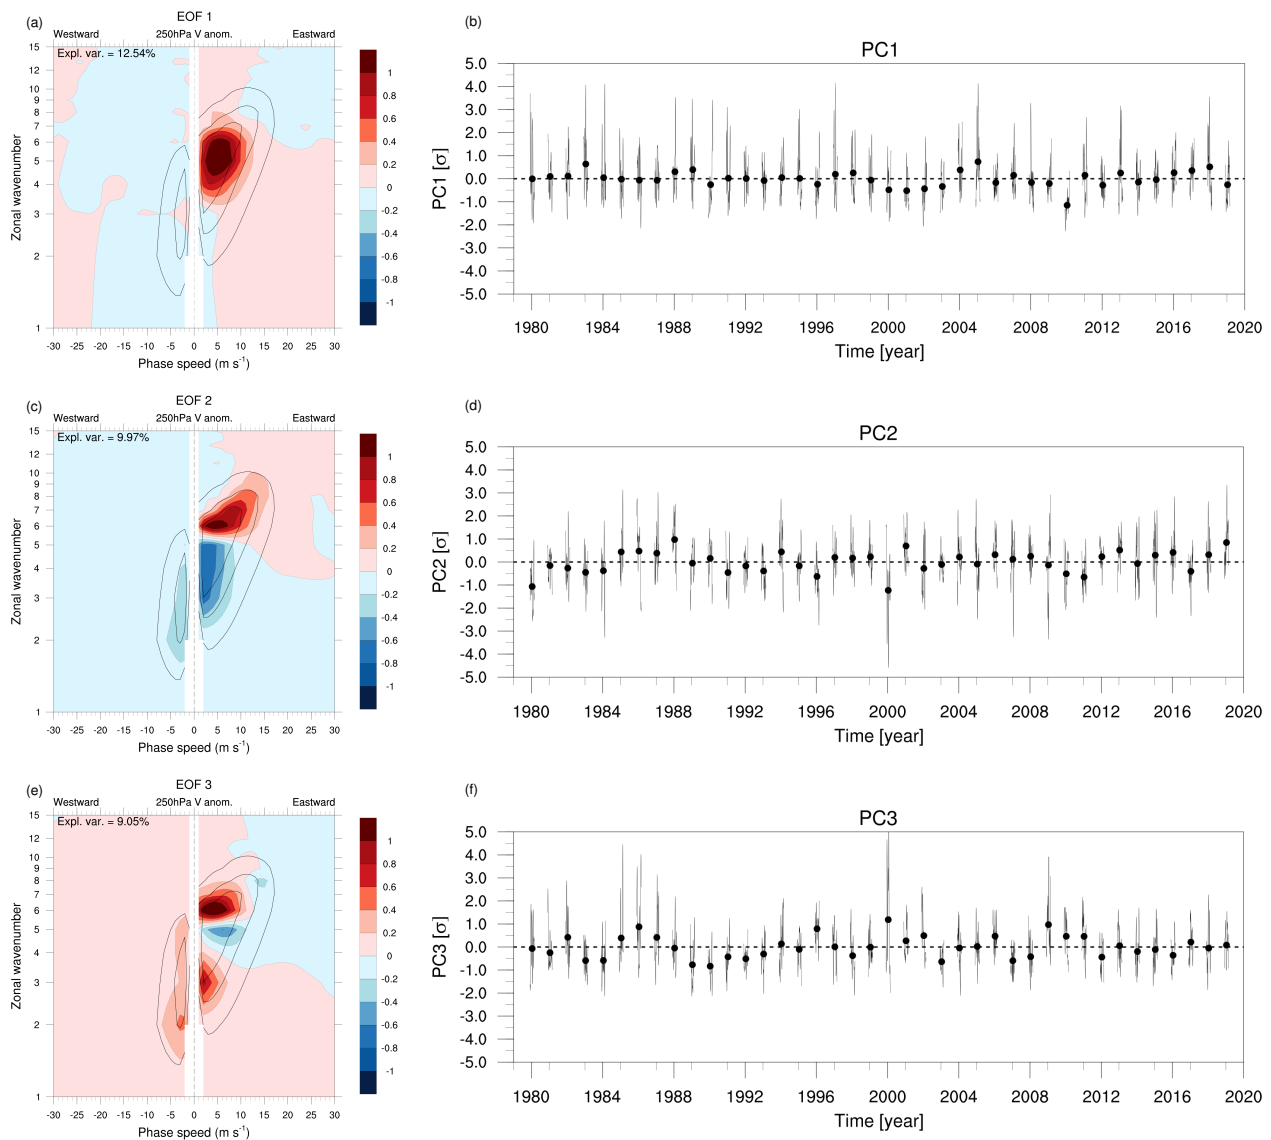 (a)
EOF 1
Westward 250hPa V anom. Eastward
Expl. var. = 12.54%
15
12
10
9
8
7
6
5
4
3
2
1
Zonal wavenumber
-30 -25 -20 -15 -10 -5 0 5 10 15 20 25 30
Phase speed (m s⁻¹)
1
0.8
0.6
0.4
0.2
0
-0.2
-0.4
-0.6
-0.8
-1
(b)
PC1
5.0
4.0
3.0
2.0
1.0
0.0
-1.0
-2.0
-3.0
-4.0
-5.0
PC1 [σ]
1980 1984 1988 1992 1996 2000 2004 2008 2012 2016 2020
Time [year]
(c)
EOF 2
Westward 250hPa V anom. Eastward
Expl. var. = 9.97%
15
12
10
9
8
7
6
5
4
3
2
1
Zonal wavenumber
-30 -25 -20 -15 -10 -5 0 5 10 15 20 25 30
Phase speed (m s⁻¹)
1
0.8
0.6
0.4
0.2
0
-0.2
-0.4
-0.6
-0.8
-1
(d)
PC2
5.0
4.0
3.0
2.0
1.0
0.0
-1.0
-2.0
-3.0
-4.0
-5.0
PC2 [σ]
1980 1984 1988 1992 1996 2000 2004 2008 2012 2016 2020
Time [year]
(e)
EOF 3
Westward 250hPa V anom. Eastward
Expl. var. = 9.05%
15
12
10
9
8
7
6
5
4
3
2
1
Zonal wavenumber
-30 -25 -20 -15 -10 -5 0 5 10 15 20 25 30
Phase speed (m s⁻¹)
1
0.8
0.6
0.4
0.2
0
-0.2
-0.4
-0.6
-0.8
-1
(f)
PC3
5.0
4.0
3.0
2.0
1.0
0.0
-1.0
-2.0
-3.0
-4.0
-5.0
PC3 [σ]
1980 1984 1988 1992 1996 2000 2004 2008 2012 2016 2020
Time [year]